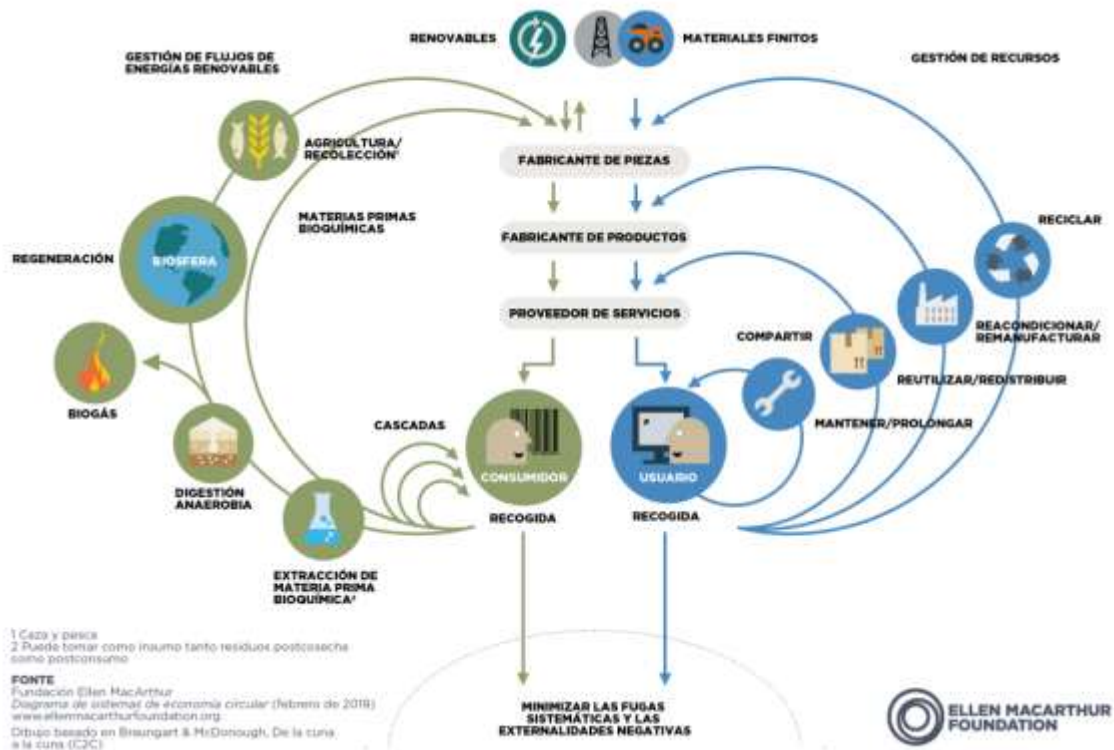 RENOVABLES
MATERIALES FINITOS
GESTIÓN DE FLUJOS DE
ENERGÍAS RENOVABLES
GESTIÓN DE RECURSOS
AGRICULTURA/
RECOLECCIÓN¹
FABRICANTE DE PIEZAS
MATERIAS PRIMAS
BIOQUÍMICAS
RECICLAR
FABRICANTE DE PRODUCTOS
REGENERACIÓN
BIOSFERA
PROVEEDOR DE SERVICIOS
REACONDICIONAR/
REMANUFACTURAR
COMPARTIR
REUTILIZAR/REDISTRIBUIR
BIOGÁS
CASCADAS
MANTENER/PROLONGAR
CONSUMIDOR
USUARIO
DIGESTIÓN
ANAEROBIA
RECOGIDA
RECOGIDA
EXTRACCIÓN DE
MATERIA PRIMA
BIOQUÍMICA²
1 Caza y pesca
2 Puede tomar como insumo tanto residuos postcosecha
como postconsumo
FONTE
Fundación Ellen MacArthur
Diagrama de sistemas de economía circular (febrero de 2019)
www.ellenmacarthurfoundation.org
Dibujo basado en Braungart & McDonough, De la cuna
a la cuna (C2C)
MINIMIZAR LAS FUGAS
SISTEMÁTICAS Y LAS
EXTERNALIDADES NEGATIVAS
ELLEN MACARTHUR
FOUNDATION